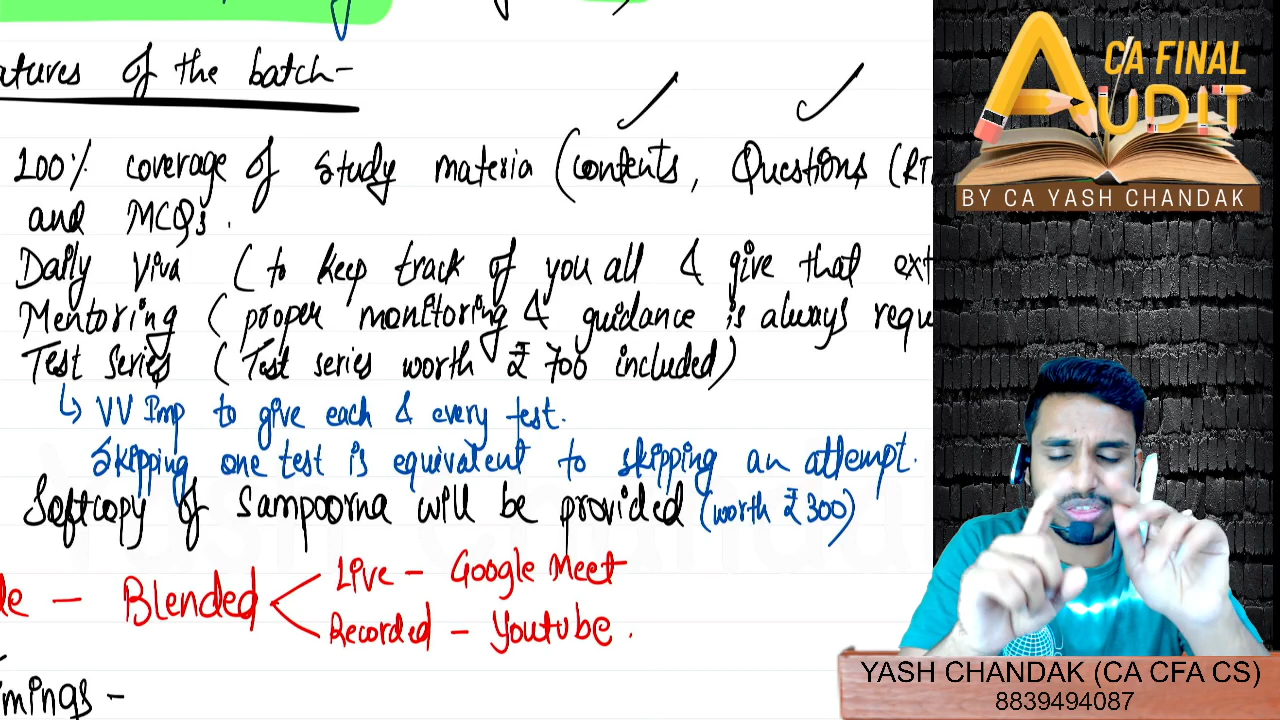 atures of the batch-
100% coverage of Study materia (contents, Questions (RT
and MCQs.
Daily Viva (to keep track of you all & give that ext
Mentoring (proper monitoring & guidance is always requ
Test Series (Test series worth ₹ 700 included)
↳ VV Imp to give each & every test.
Skipping one test is equivalent to skipping an attempt.
Softcopy of Sampoorna will be provided (worth ₹300)
de - Blended
Live - Google Meet
Recorded - Youtube.
imings -
CA FINAL
AUDIT
BY CA YASH CHANDAK
YASH CHANDAK (CA CFA CS)
8839494087